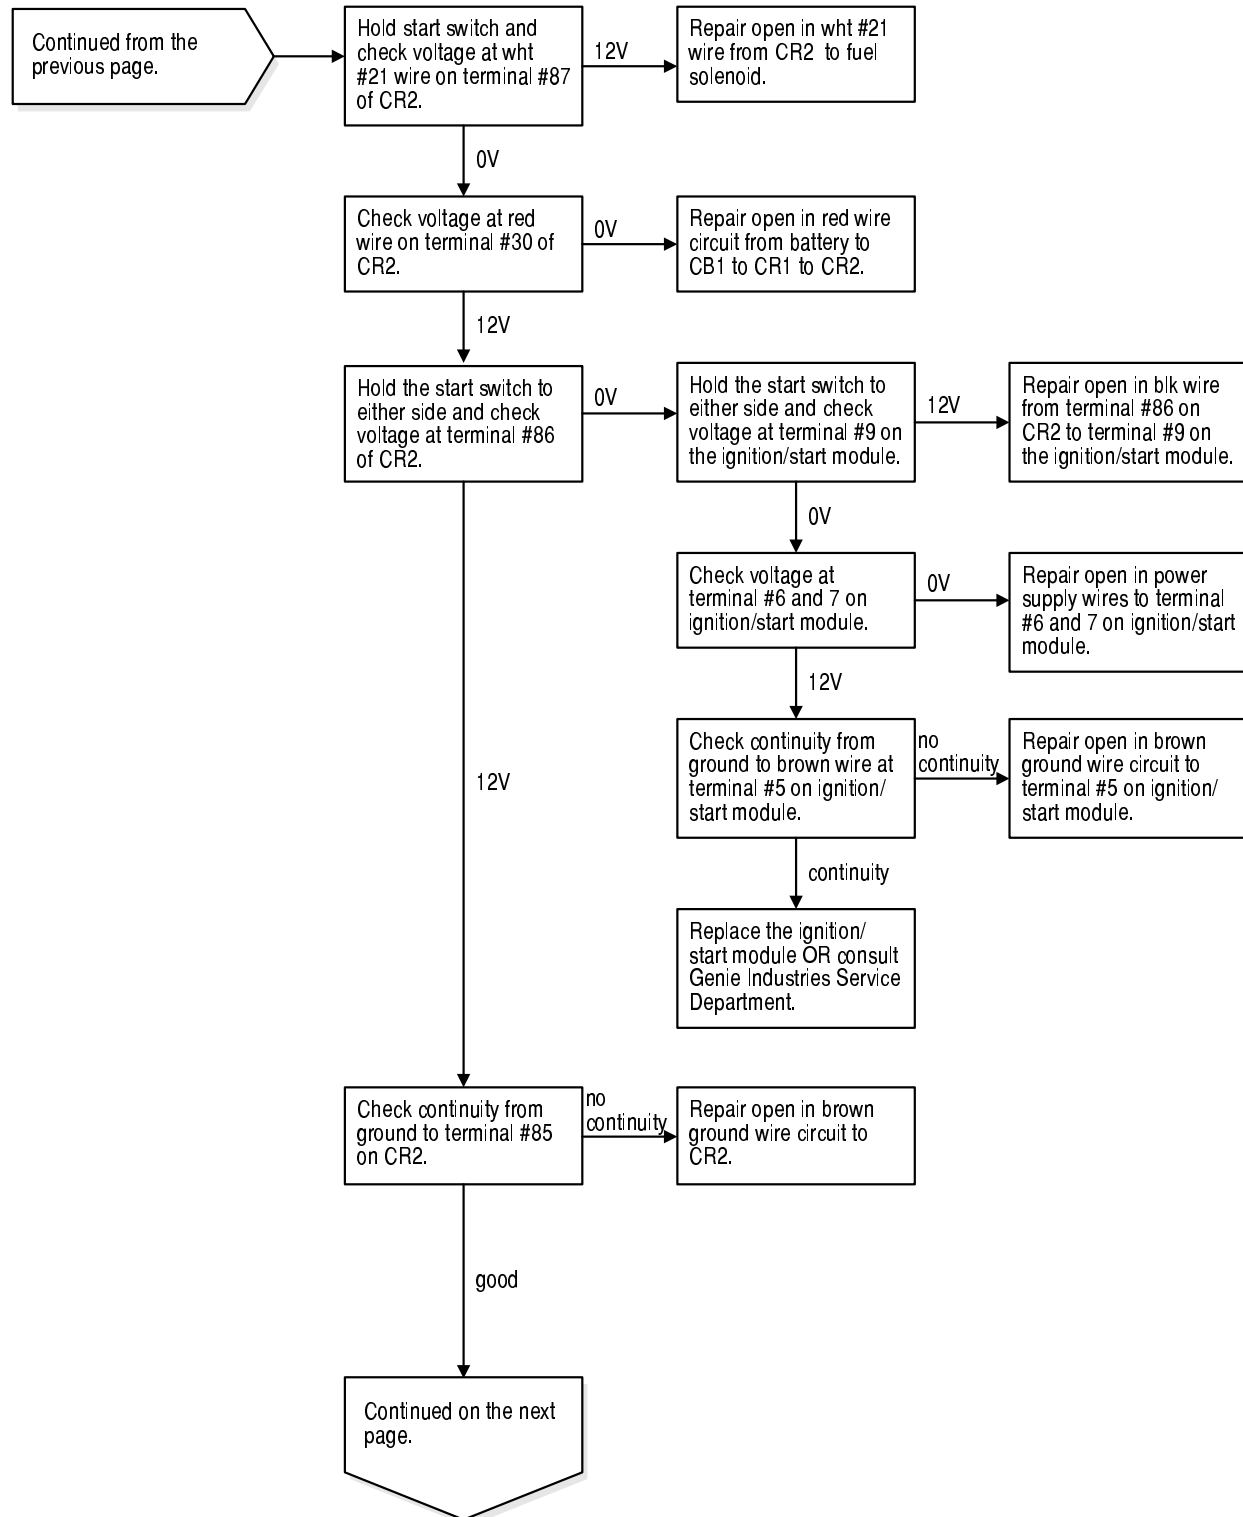 Continued from the
previous page.
Hold start switch and
check voltage at wht
#21 wire on terminal #87
of CR2.
12V
Repair open in wht #21
wire from CR2 to fuel
solenoid.
0V
Check voltage at red
wire on terminal #30 of
CR2.
0V
Repair open in red wire
circuit from battery to
CB1 to CR1 to CR2.
12V
Hold the start switch to
either side and check
voltage at terminal #86
of CR2.
0V
Hold the start switch to
either side and check
voltage at terminal #9 on
the ignition/start module.
12V
Repair open in blk wire
from terminal #86 on
CR2 to terminal #9 on
the ignition/start module.
0V
Check voltage at
terminal #6 and 7 on
ignition/start module.
0V
Repair open in power
supply wires to terminal
#6 and 7 on ignition/start
module.
12V
Check continuity from
ground to brown wire at
terminal #5 on ignition/
start module.
no
continuity
Repair open in brown
ground wire circuit to
terminal #5 on ignition/
start module.
12V
continuity
Replace the ignition/
start module OR consult
Genie Industries Service
Department.
Check continuity from
ground to terminal #85
on CR2.
no
continuity
Repair open in brown
ground wire circuit to
CR2.
good
Continued on the next
page.